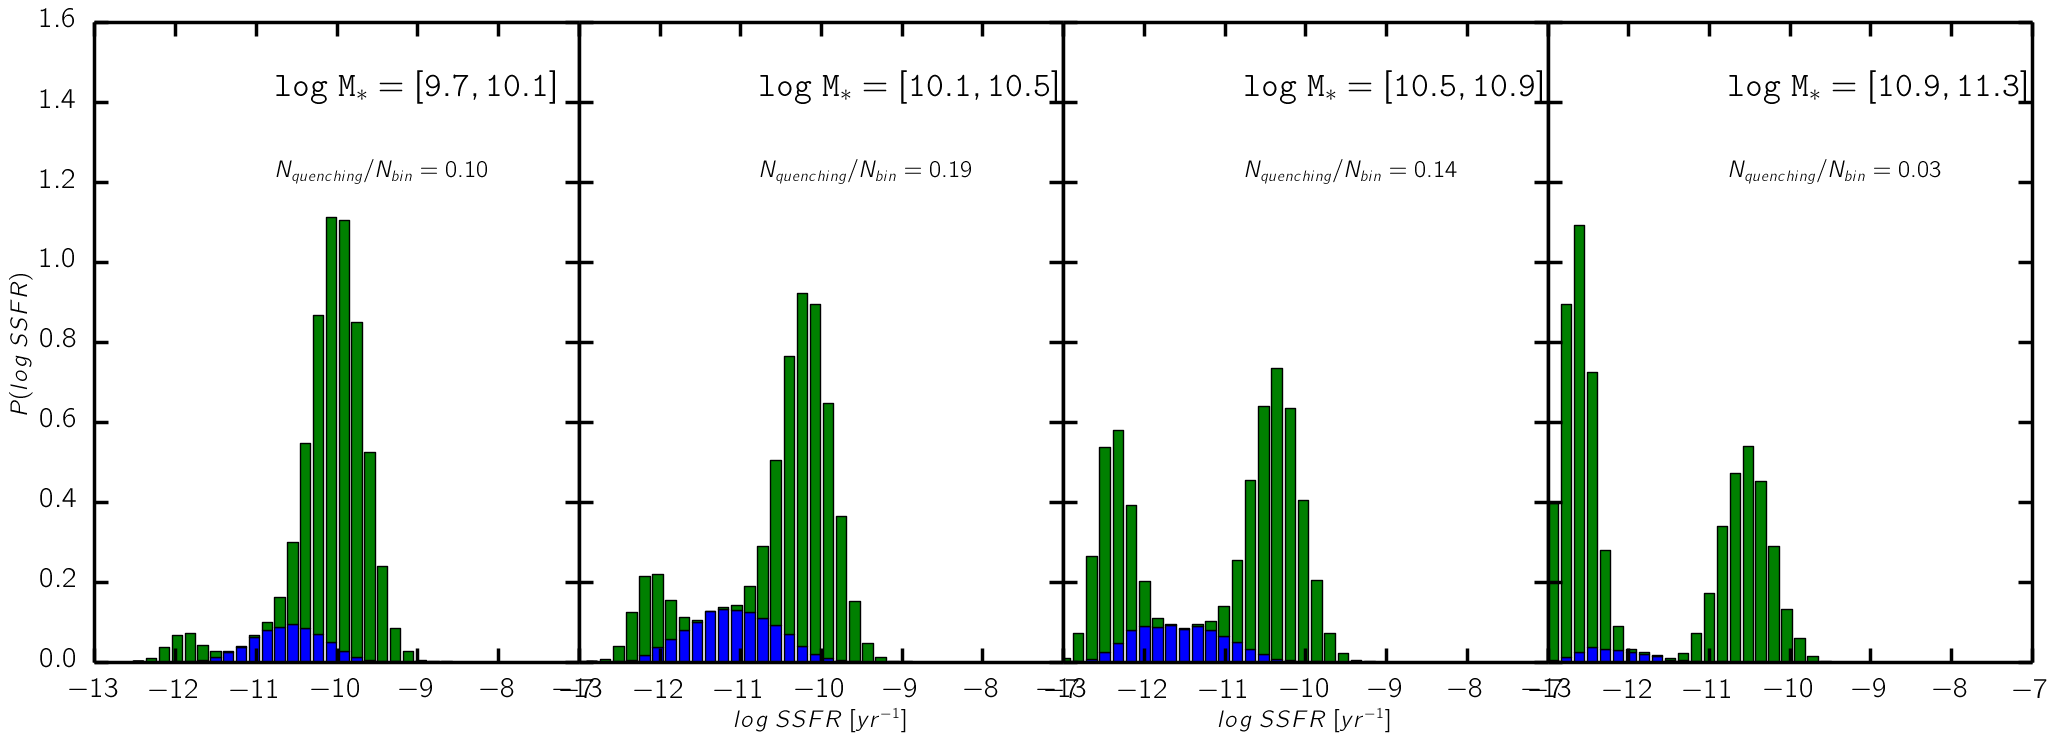 log M* = [9.7, 10.1]
log M* = [10.1, 10.5]
log M* = [10.5, 10.9]
log M* = [10.9, 11.3]
N_quenching/N_bin = 0.10
N_quenching/N_bin = 0.19
N_quenching/N_bin = 0.14
N_quenching/N_bin = 0.03
P(log SSFR)
1.6
1.4
1.2
1.0
0.8
0.6
0.4
0.2
0.0
−13 −12 −11 −10 −9 −8 −7
−13 −12 −11 −10 −9 −8 −7
−13 −12 −11 −10 −9 −8 −7
−13 −12 −11 −10 −9 −8 −7
log SSFR [yr⁻¹]
log SSFR [yr⁻¹]